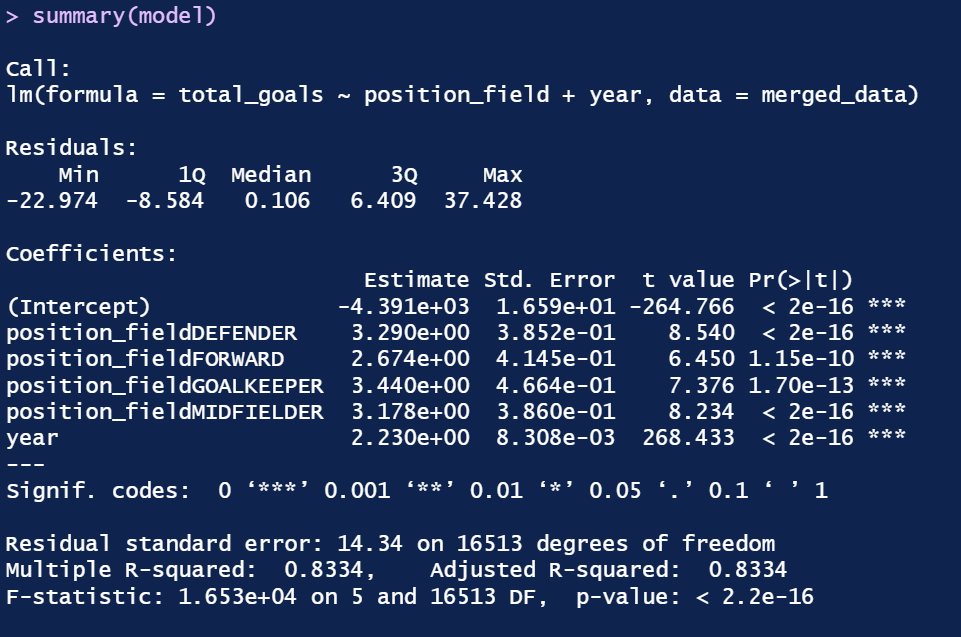 > summary(model)
Call:
lm(formula = total_goals ~ position_field + year, data = merged_data)
Residuals:
    Min      1Q  Median      3Q     Max
-22.974  -8.584   0.106   6.409  37.428
Coefficients:
                           Estimate Std. Error  t value Pr(>|t|)
(Intercept)              -4.391e+03  1.659e+01 -264.766  < 2e-16 ***
position_fieldDEFENDER    3.290e+00  3.852e-01    8.540  < 2e-16 ***
position_fieldFORWARD     2.674e+00  4.145e-01    6.450 1.15e-10 ***
position_fieldGOALKEEPER  3.440e+00  4.664e-01    7.376 1.70e-13 ***
position_fieldMIDFIELDER  3.178e+00  3.860e-01    8.234  < 2e-16 ***
year                      2.230e+00  8.308e-03  268.433  < 2e-16 ***
---
Signif. codes:  0 ‘***’ 0.001 ‘**’ 0.01 ‘*’ 0.05 ‘.’ 0.1 ‘ ’ 1
Residual standard error: 14.34 on 16513 degrees of freedom
Multiple R-squared:  0.8334,    Adjusted R-squared:  0.8334
F-statistic: 1.653e+04 on 5 and 16513 DF,  p-value: < 2.2e-16